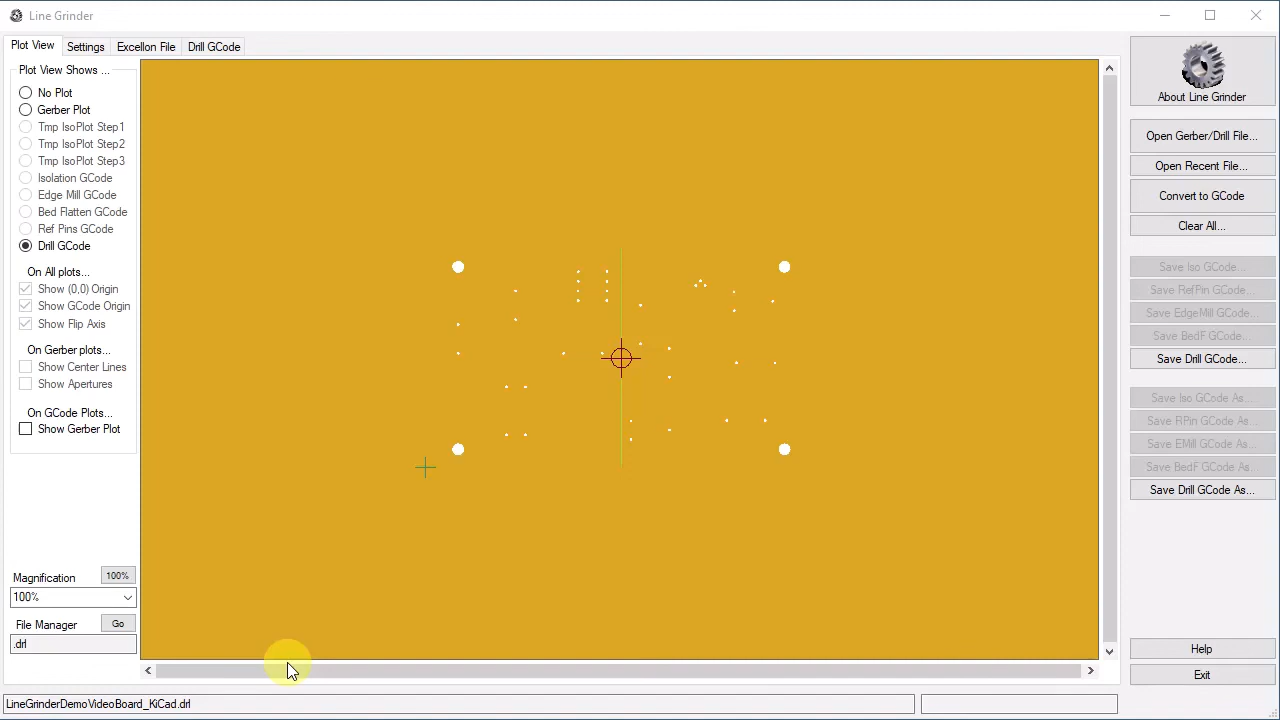 Line Grinder
Plot View
Settings
Excellon File
Drill GCode
Plot View Shows ...
No Plot
Gerber Plot
Tmp IsoPlot Step1
Tmp IsoPlot Step2
Tmp IsoPlot Step3
Isolation GCode
Edge Mill GCode
Bed Flatten GCode
Ref Pins GCode
Drill GCode
On All plots...
Show (0,0) Origin
Show GCode Origin
Show Flip Axis
On Gerber plots...
Show Center Lines
Show Apertures
On GCode Plots...
Show Gerber Plot
Magnification
100%
100%
File Manager
Go
.drl
LineGrinderDemoVideoBoard_KiCad.drl
About Line Grinder
Open Gerber/Drill File...
Open Recent File...
Convert to GCode
Clear All...
Save Iso GCode...
Save RefPin GCode...
Save EdgeMill GCode...
Save BedF GCode...
Save Drill GCode...
Save Iso GCode As...
Save RPin GCode As...
Save EMill GCode As...
Save BedF GCode As...
Save Drill GCode As...
Help
Exit